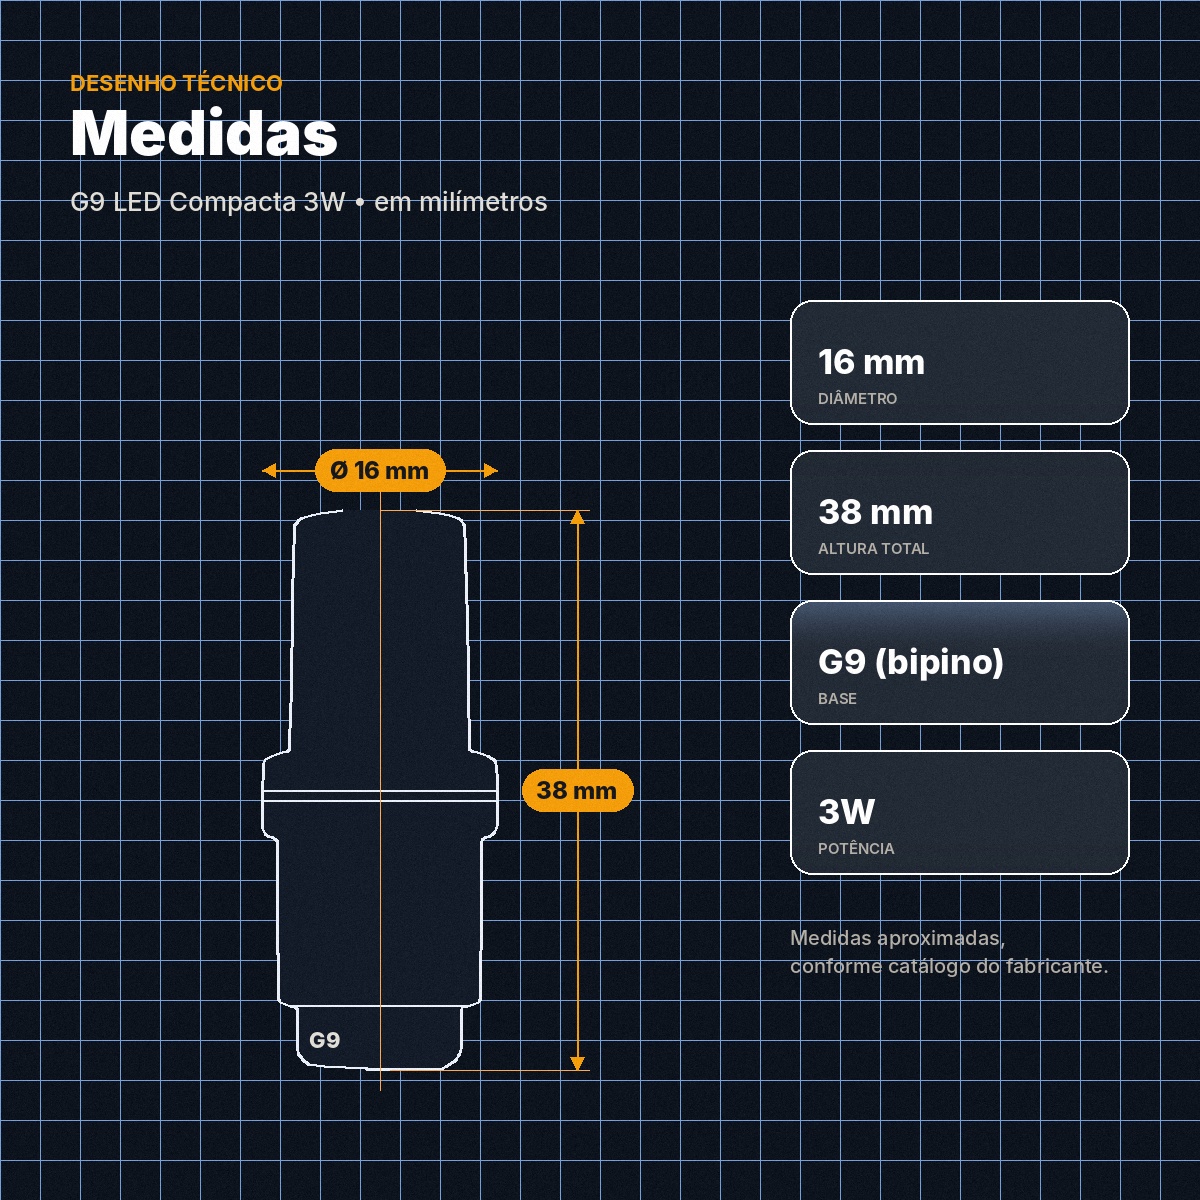 DESENHO TÉCNICO
Medidas
G9 LED Compacta 3W • em milímetros
Ø 16 mm
38 mm
G9
16 mm
DIÂMETRO
38 mm
ALTURA TOTAL
G9 (bipino)
BASE
3W
POTÊNCIA
Medidas aproximadas,
conforme catálogo do fabricante.